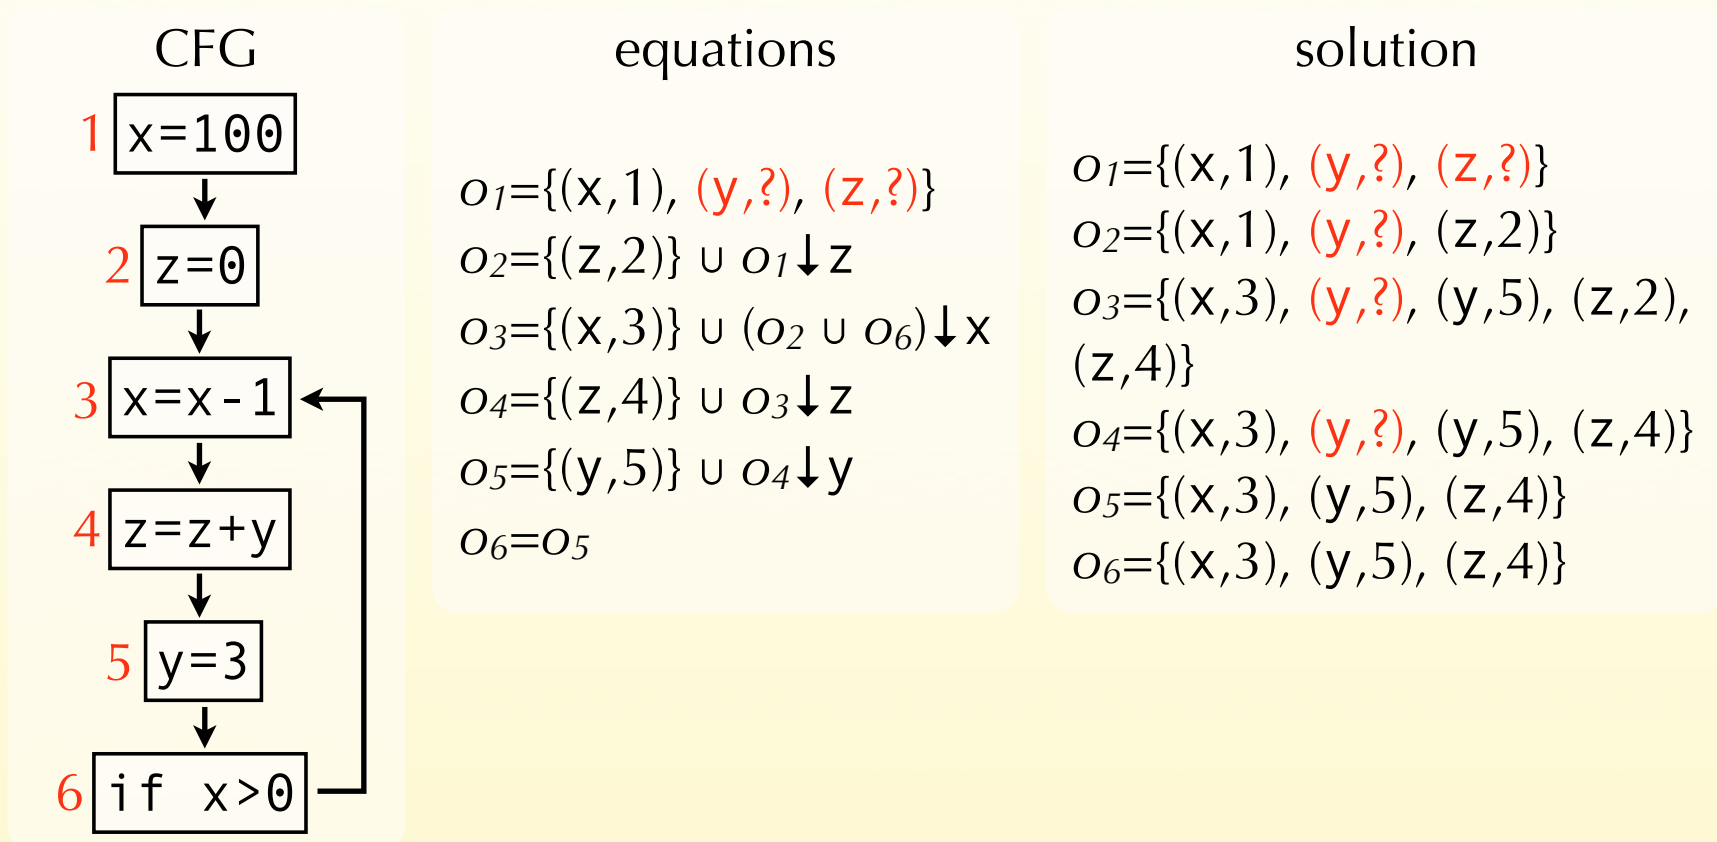 CFG
1 x=100
2 z=0
3 x=x-1
4 z=z+y
5 y=3
6 if x>0
equations
o₁={(x,1), (y,?), (z,?)}
o₂={(z,2)} ∪ o₁↓z
o₃={(x,3)} ∪ (o₂ ∪ o₆)↓x
o₄={(z,4)} ∪ o₃↓z
o₅={(y,5)} ∪ o₄↓y
o₆=o₅
solution
o₁={(x,1), (y,?), (z,?)}
o₂={(x,1), (y,?), (z,2)}
o₃={(x,3), (y,?), (y,5), (z,2),
(z,4)}
o₄={(x,3), (y,?), (y,5), (z,4)}
o₅={(x,3), (y,5), (z,4)}
o₆={(x,3), (y,5), (z,4)}